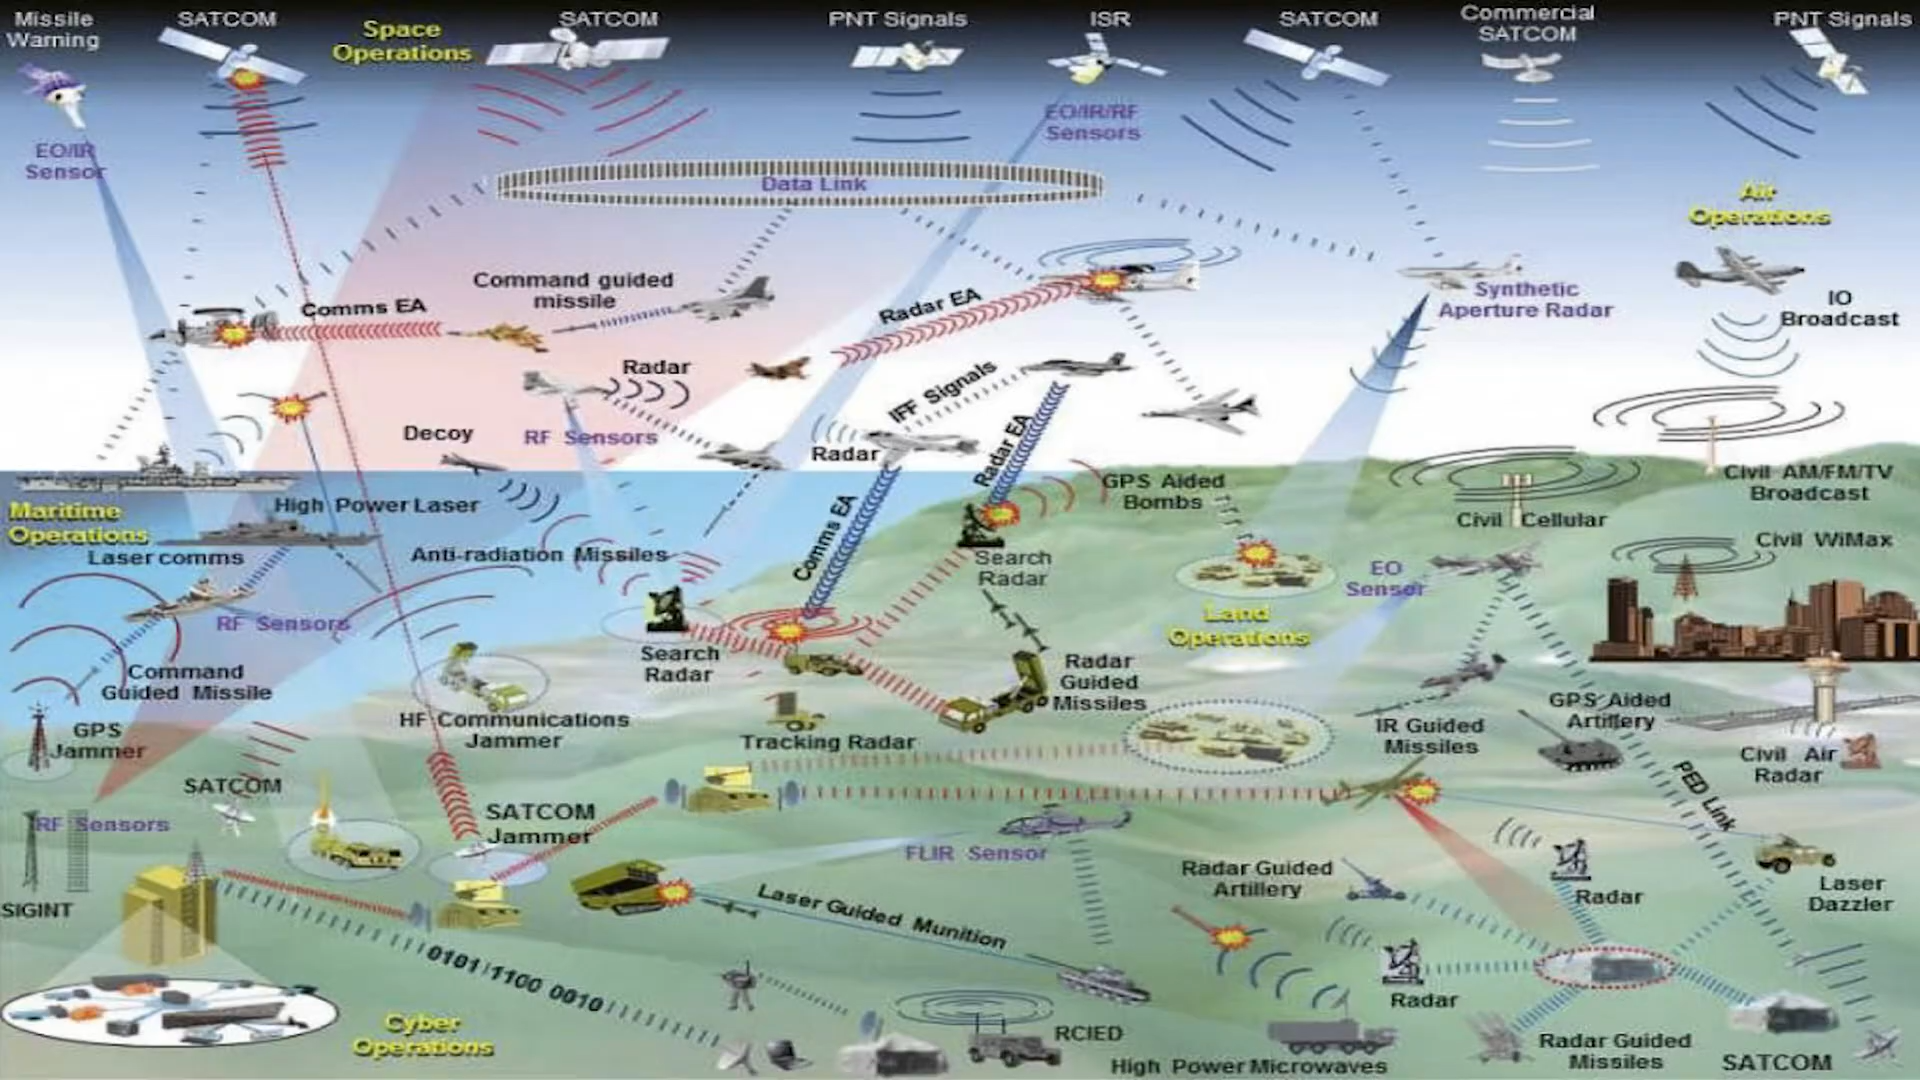 Missile
Warning
SATCOM
Space
Operations
SATCOM
PNT Signals
ISR
SATCOM
Commercial
SATCOM
PNT Signals
EO/IR
Sensor
EO/IR/RF
Sensors
Data Link
Air
Operations
Command guided
missile
Comms EA
Radar EA
Synthetic
Aperture Radar
IO
Broadcast
Radar
IFF Signals
Decoy
RF Sensors
Radar
Radar EA
GPS Aided
Bombs
Civil AM/FM/TV
Broadcast
Maritime
Operations
High Power Laser
Civil Cellular
Laser comms
Anti-radiation Missiles
Comms EA
Search
Radar
EO
Sensor
Civil WiMax
RF Sensors
Land
Operations
Command
Guided Missile
Search
Radar
Radar
Guided
Missiles
GPS
Jammer
HF Communications
Jammer
Tracking Radar
IR Guided
Missiles
GPS Aided
Artillery
Civil Air
Radar
PED Link
SATCOM
SATCOM
Jammer
RF Sensors
FLIR Sensor
Radar Guided
Artillery
Radar
Laser
Dazzler
SIGINT
Laser Guided Munition
0101 1100 0010
Radar
Cyber
Operations
RCIED
High Power Microwaves
Radar Guided
Missiles
SATCOM